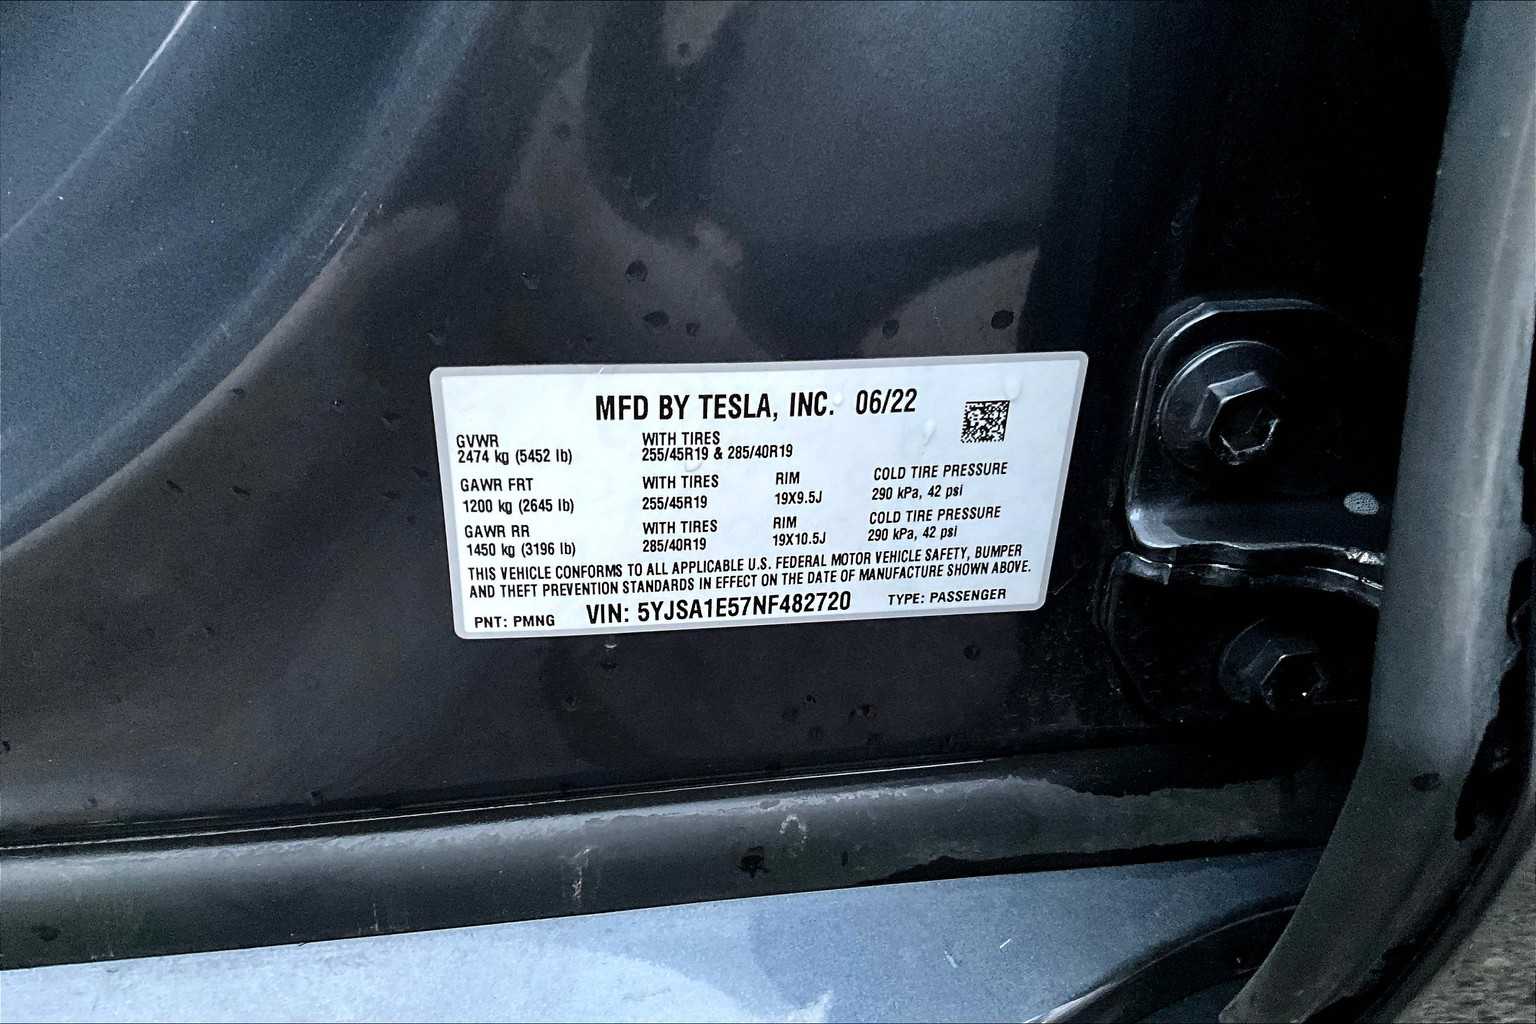 MFD BY TESLA, INC. 06/22
GVWR
2474 kg (5452 lb)
WITH TIRES
255/45R19 & 285/40R19
GAWR FRT
1200 kg (2645 lb)
WITH TIRES
255/45R19
RIM
19X9.5J
COLD TIRE PRESSURE
290 kPa, 42 psi
GAWR RR
1450 kg (3196 lb)
WITH TIRES
285/40R19
RIM
19X10.5J
COLD TIRE PRESSURE
290 kPa, 42 psi
THIS VEHICLE CONFORMS TO ALL APPLICABLE U.S. FEDERAL MOTOR VEHICLE SAFETY, BUMPER
AND THEFT PREVENTION STANDARDS IN EFFECT ON THE DATE OF MANUFACTURE SHOWN ABOVE.
PNT: PMNG VIN: 5YJSA1E57NF482720 TYPE: PASSENGER